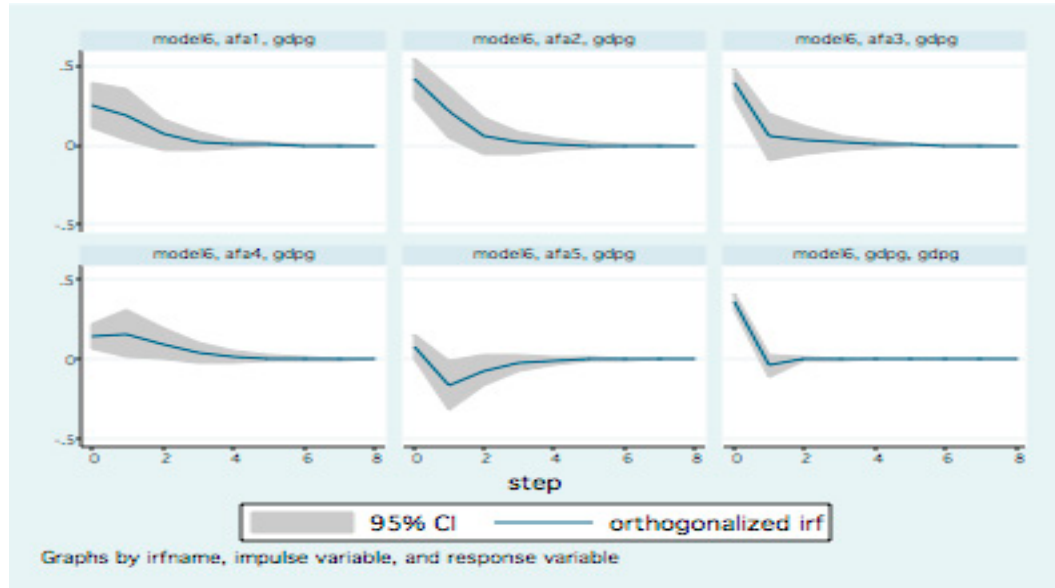 model6, afa1, gdpg
model6, afa2, gdpg
model6, afa3, gdpg
.5
0
-.5
model6, afa4, gdpg
model6, afa5, gdpg
model6, gdpg, gdpg
.5
0
-.5
0 2 4 6 8
0 2 4 6 8
0 2 4 6 8
step
95% CI
orthogonalized irf
Graphs by irfname, impulse variable, and response variable